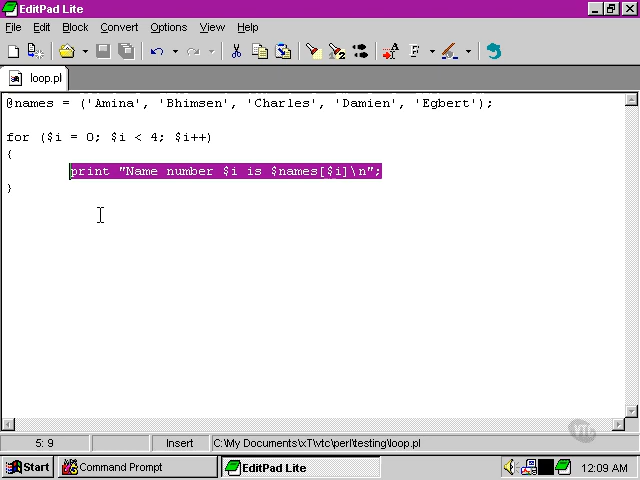 EditPad Lite
File Edit Block Convert Options View Help
loop.pl
@names = ('Amina', 'Bhimsen', 'Charles', 'Damien', 'Egbert');
for ($i = 0; $i < 4; $i++)
{
print "Name number $i is $names[$i]\n";
}
VTC
5: 9 Insert C:\My Documents\xT\vtc\perl\testing\loop.pl
Start Command Prompt EditPad Lite 12:09 AM